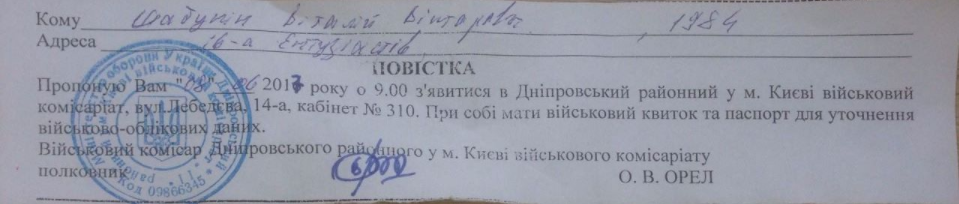 Кому Шабунін Віталій Вікторович, 1984
Адреса Ентузіастів
ПОВІСТКА
Пропоную Вам " 06 2017 року о 9.00 з'явитися в Дніпровський районний у м. Києві військовий
комісаріат, вул.Лебедєва, 14-а, кабінет № 310. При собі мати військовий квиток та паспорт для уточнення
військово-облікових даних.
Військовий комісар Дніпровського районного у м. Києві військового комісаріату
полковник О. В. ОРЕЛ
Код 09866345